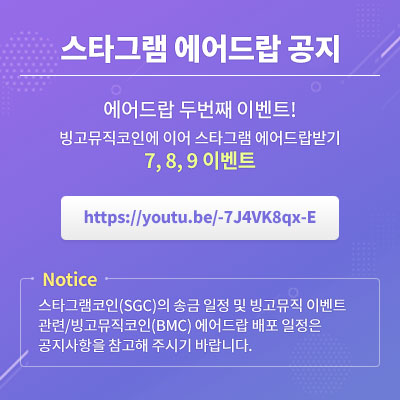 스타그램 에어드랍 공지
에어드랍 두번째 이벤트!
빙고뮤직코인에 이어 스타그램 에어드랍받기
7, 8, 9 이벤트
https://youtu.be/-7J4VK8qx-E
Notice
스타그램코인(SGC)의 송금 일정 및 빙고뮤직 이벤트
관련/빙고뮤직코인(BMC) 에어드랍 배포 일정은
공지사항을 참고해 주시기 바랍니다.